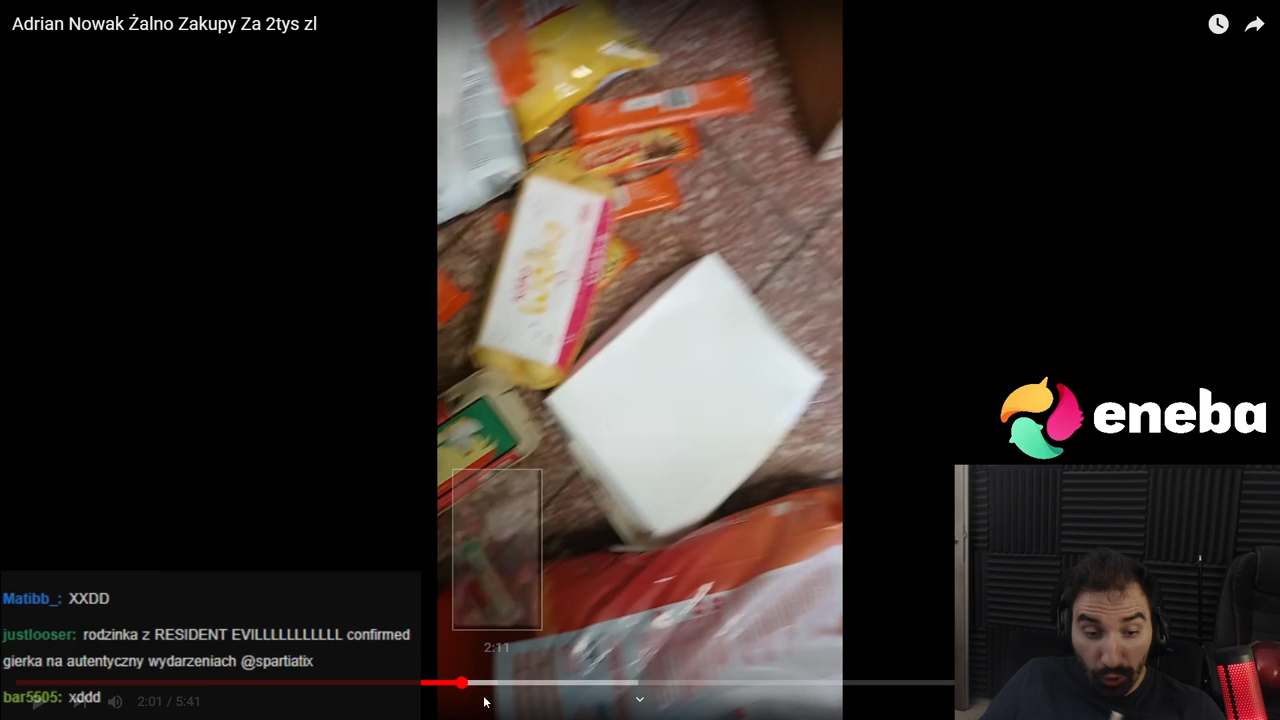 Adrian Nowak Żalno Zakupy Za 2tys zl
eneba
Matibb_: XXDD
justlooser: rodzinka z RESIDENT EVILLLLLLLLLLL confirmed
gierka na autentyczny wydarzeniach @spartiatix
bar5505: xddd
2:11
2:01 / 5:41